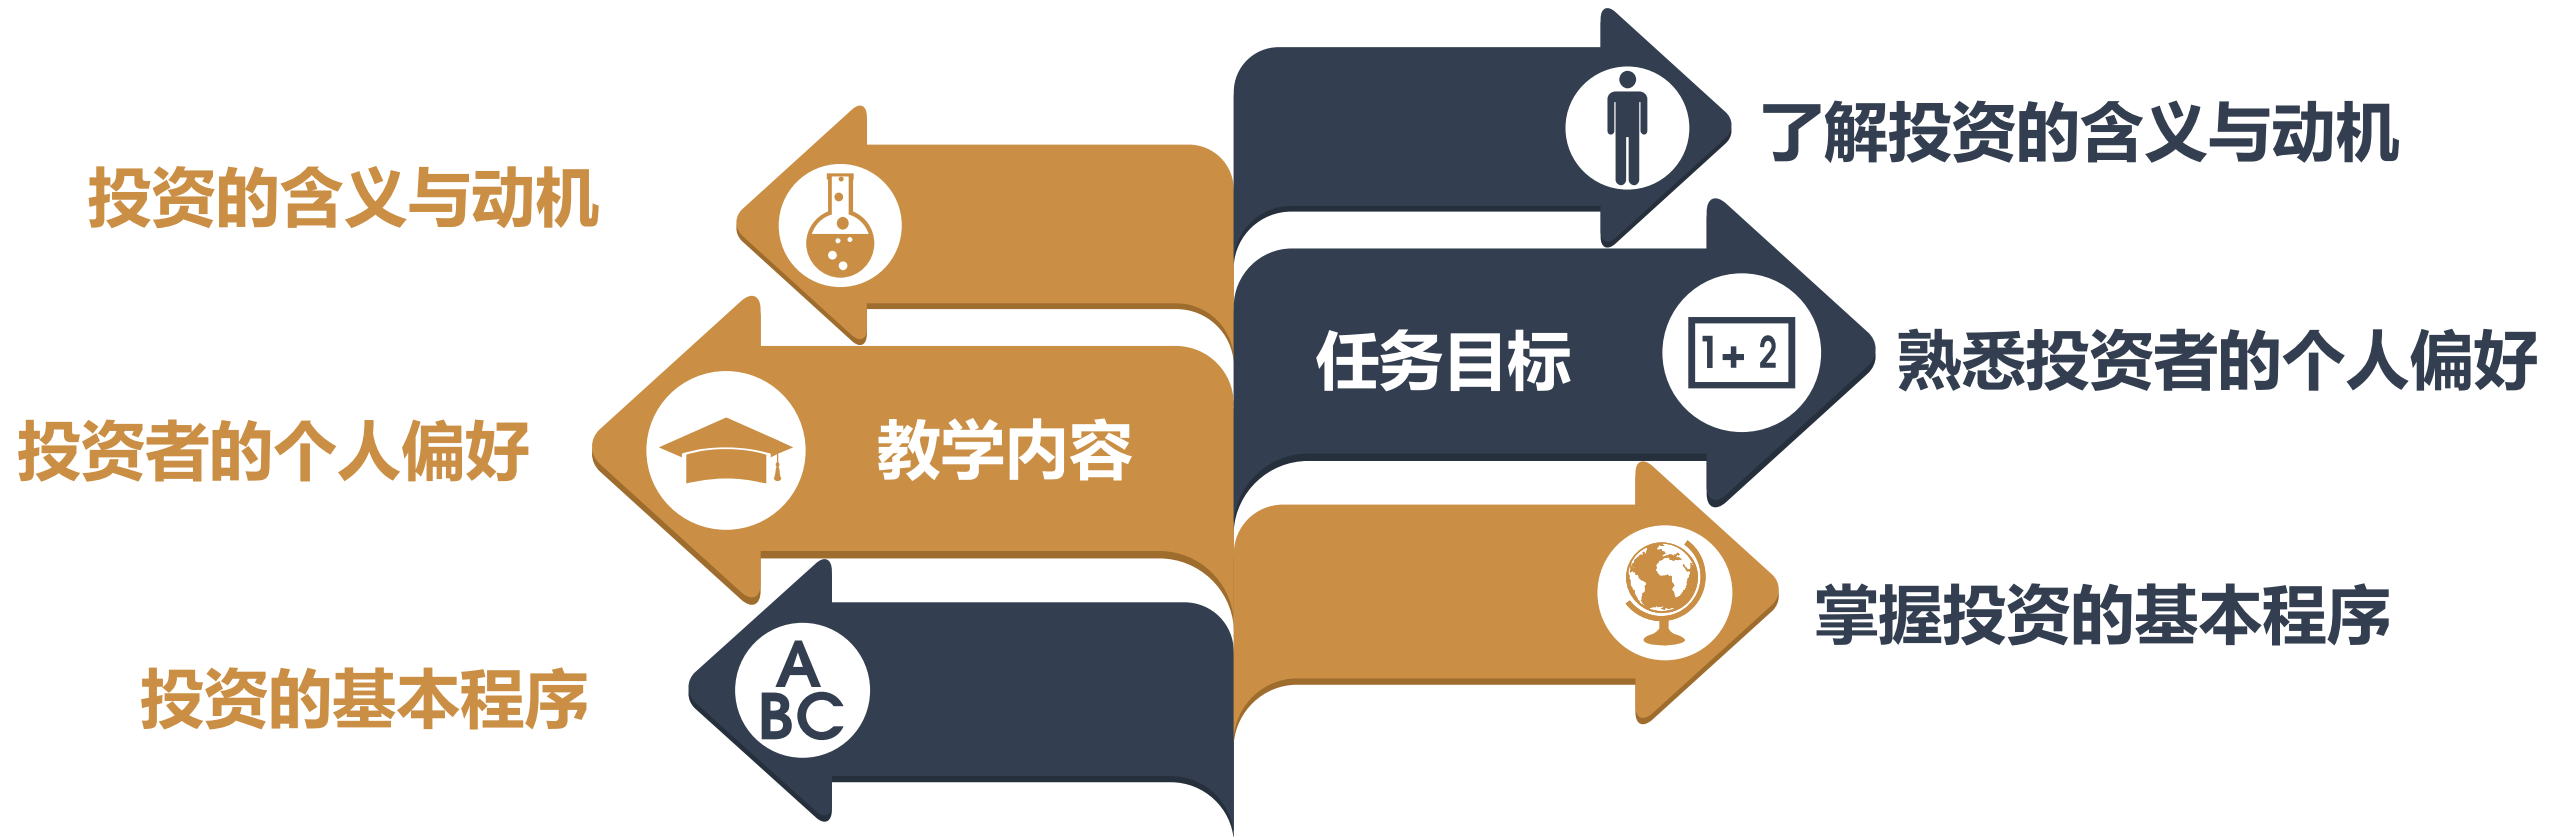 投资的含义与动机
投资者的个人偏好
投资的基本程序
教学内容
A
BC
任务目标
1+ 2
了解投资的含义与动机
熟悉投资者的个人偏好
掌握投资的基本程序